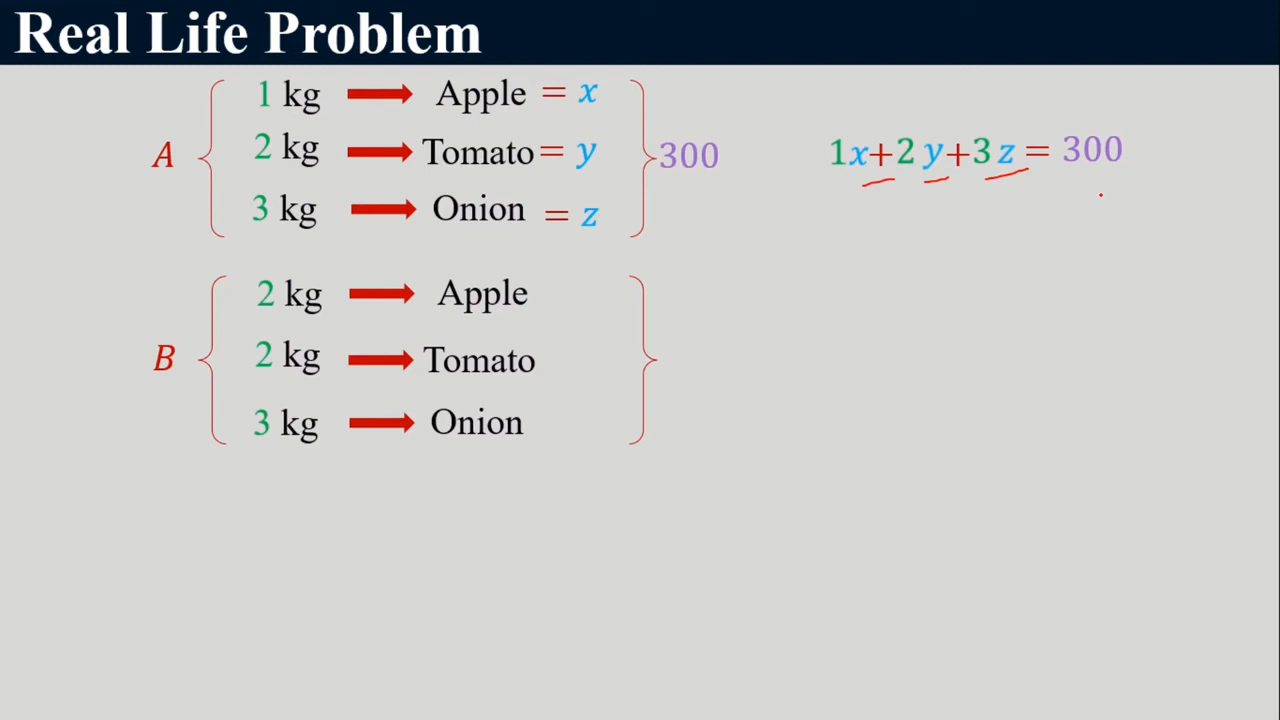 Real Life Problem
1 kg Apple = x
A 2 kg Tomato = y 300 1x+2y+3z= 300
3 kg Onion = z
2 kg Apple
B 2 kg Tomato
3 kg Onion